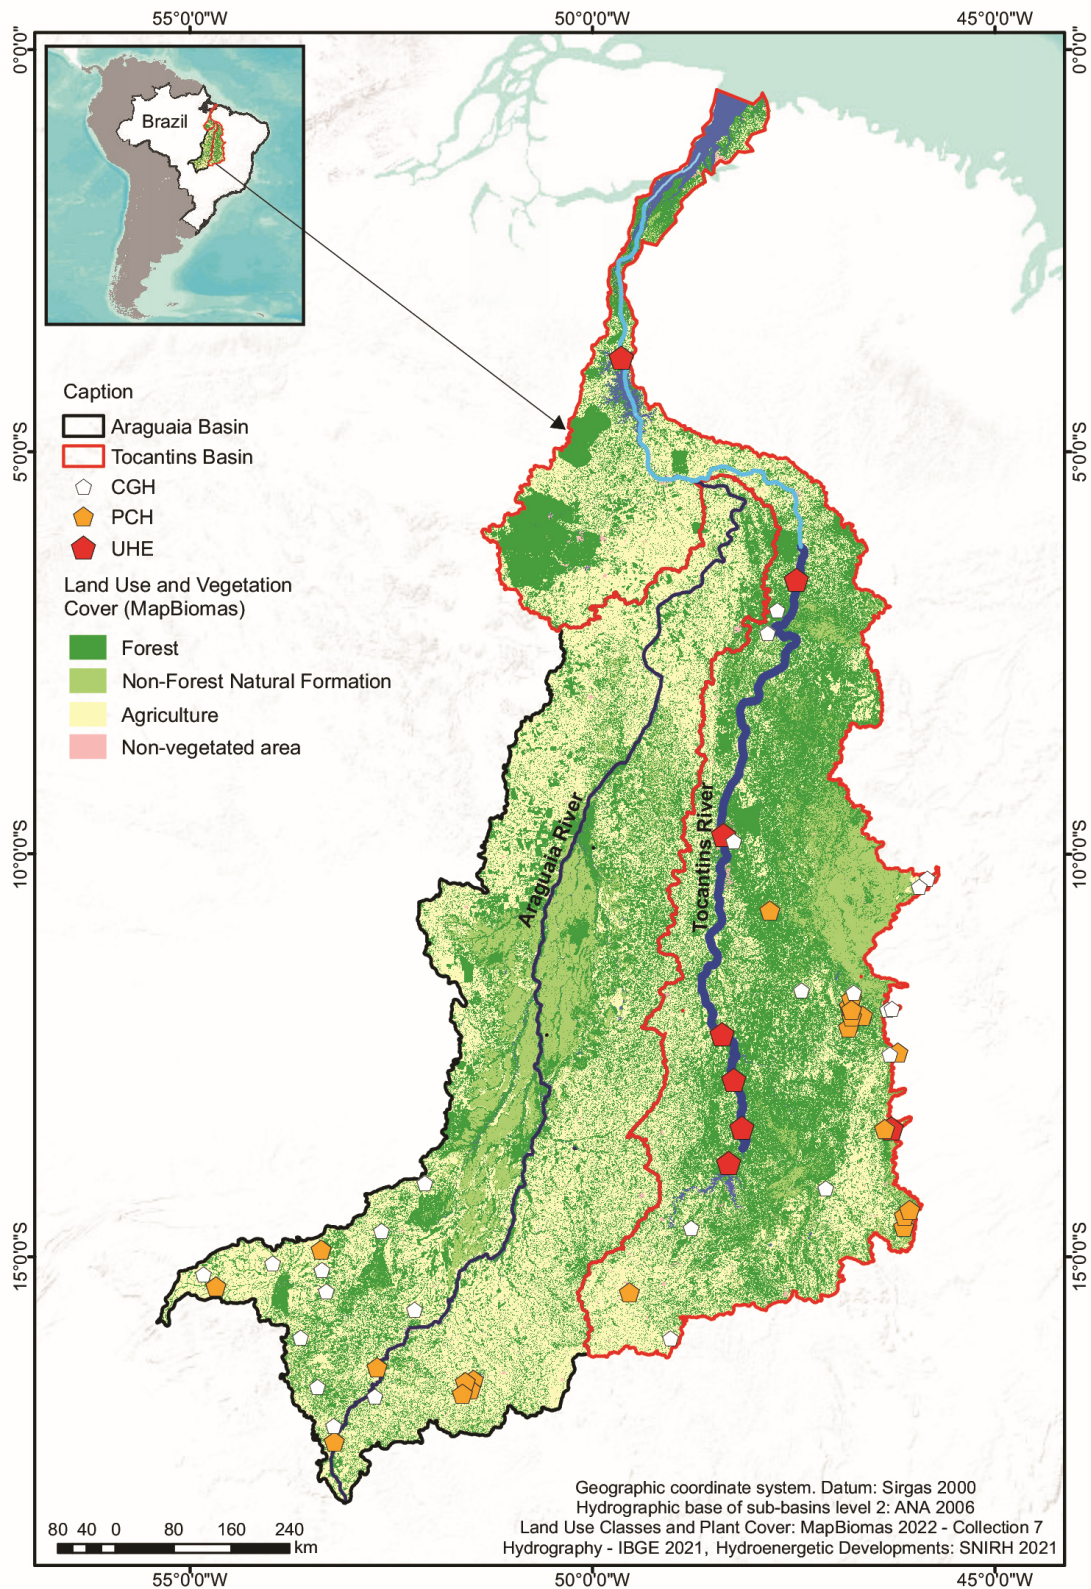 55°0'0"W 50°0'0"W 45°0'0"W
0°0'0"
0°0'0"
Brazil
Caption
Araguaia Basin
Tocantins Basin
CGH
PCH
UHE
Land Use and Vegetation
Cover (MapBiomas)
Forest
Non-Forest Natural Formation
Agriculture
Non-vegetated area
5°0'0"S
5°0'0"S
Araguaia River
Tocantins River
10°0'0"S
10°0'0"S
15°0'0"S
15°0'0"S
Geographic coordinate system. Datum: Sirgas 2000
Hydrographic base of sub-basins level 2: ANA 2006
Land Use Classes and Plant Cover: MapBiomas 2022 - Collection 7
Hydrography - IBGE 2021, Hydroenergetic Developments: SNIRH 2021
80 40 0 80 160 240
km
55°0'0"W 50°0'0"W 45°0'0"W